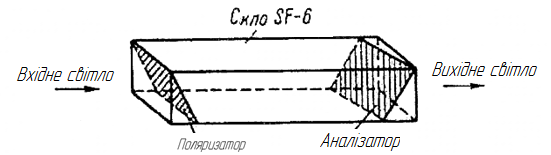 Скло SF-6
Вхідне світло
Вихідне світло
Поляризатор
Аналізатор